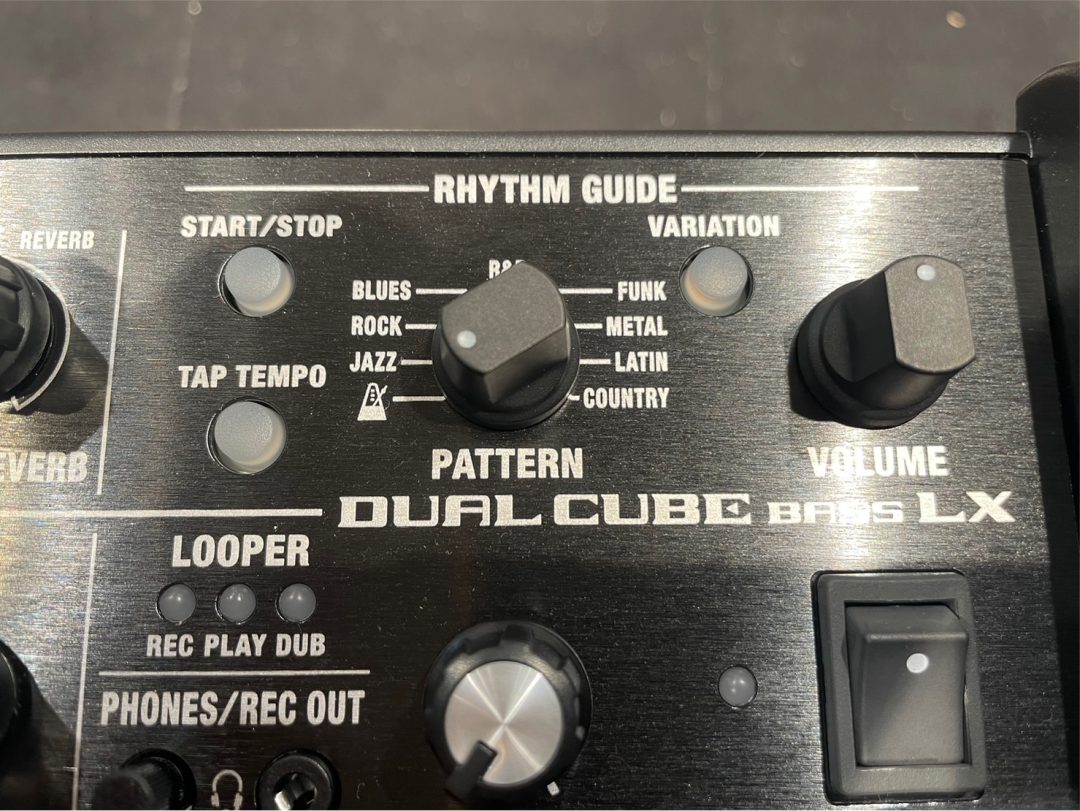 RHYTHM GUIDE
START/STOP
VARIATION
REVERB
BLUES
FUNK
ROCK
METAL
JAZZ
LATIN
TAP TEMPO
COUNTRY
PATTERN
VOLUME
DUAL CUBE BASS LX
LOOPER
REC PLAY DUB
PHONES/REC OUT